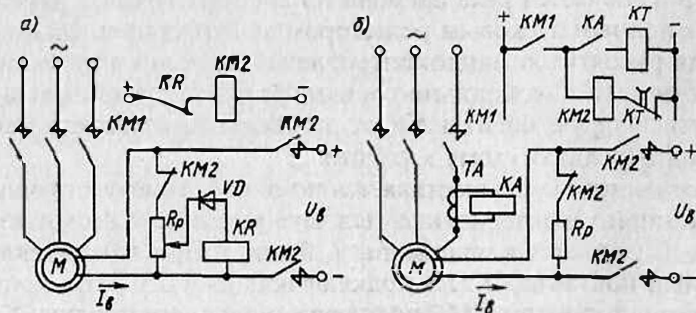 а)
~
KM1
+
KR
KM2
−
KM2
+
KM2
VD
Rр
KR
Uв
M
KM2
−
Iв
б)
~
KM1
+
KM1
KA
KT
−
KM2
KT
TA
KA
KM2
+
KM2
Rр
Uв
M
KM2
−
Iв